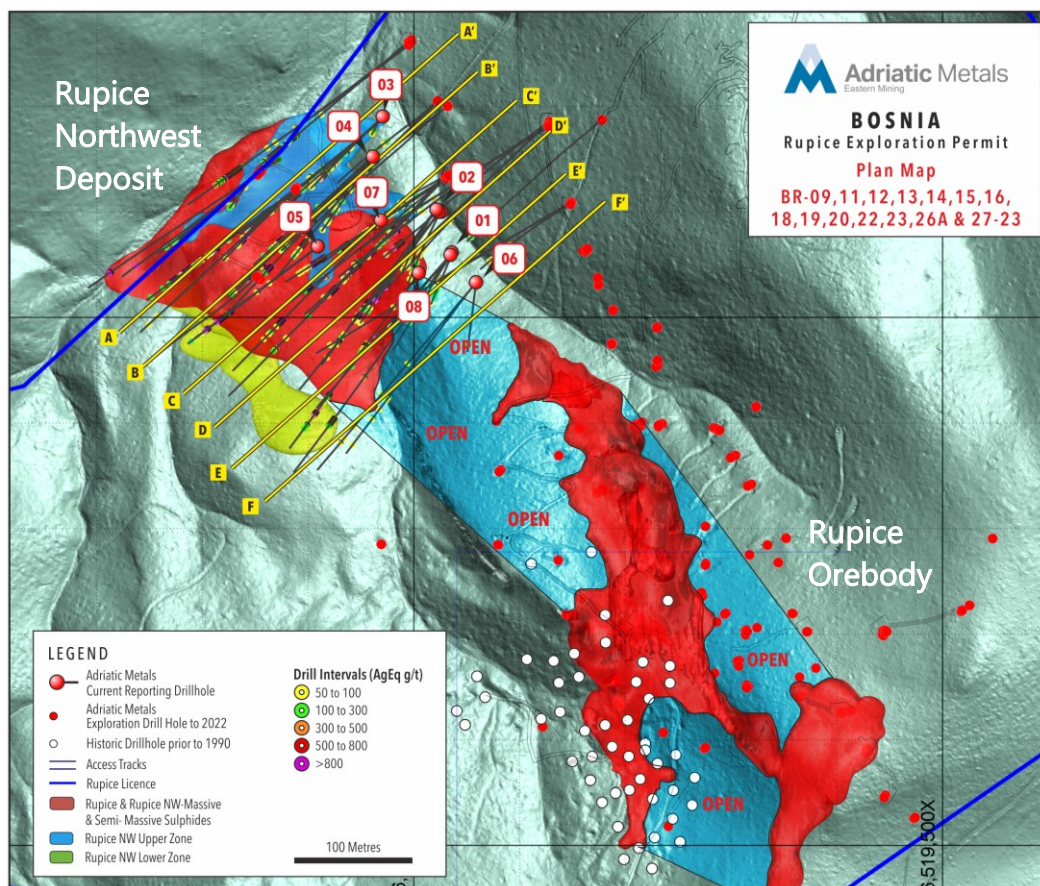 Rupice
Northwest
Deposit
Adriatic Metals
Eastern Mining
BOSNIA
Rupice Exploration Permit
Plan Map
BR-09,11,12,13,14,15,16,
18,19,20,22,23,26A & 27-23
A'
B'
C'
D'
E'
F'
03
04
02
07
01
05
06
08
A
B
C
D
E
F
OPEN
OPEN
OPEN
Rupice
Orebody
OPEN
OPEN
LEGEND
Adriatic Metals
Current Reporting Drillhole
Adriatic Metals
Exploration Drill Hole to 2022
Historic Drillhole prior to 1990
Access Tracks
Rupice Licence
Rupice & Rupice NW-Massive
& Semi- Massive Sulphides
Rupice NW Upper Zone
Rupice NW Lower Zone
Drill Intervals (AgEq g/t)
50 to 100
100 to 300
300 to 500
500 to 800
>800
100 Metres
6,519,500X